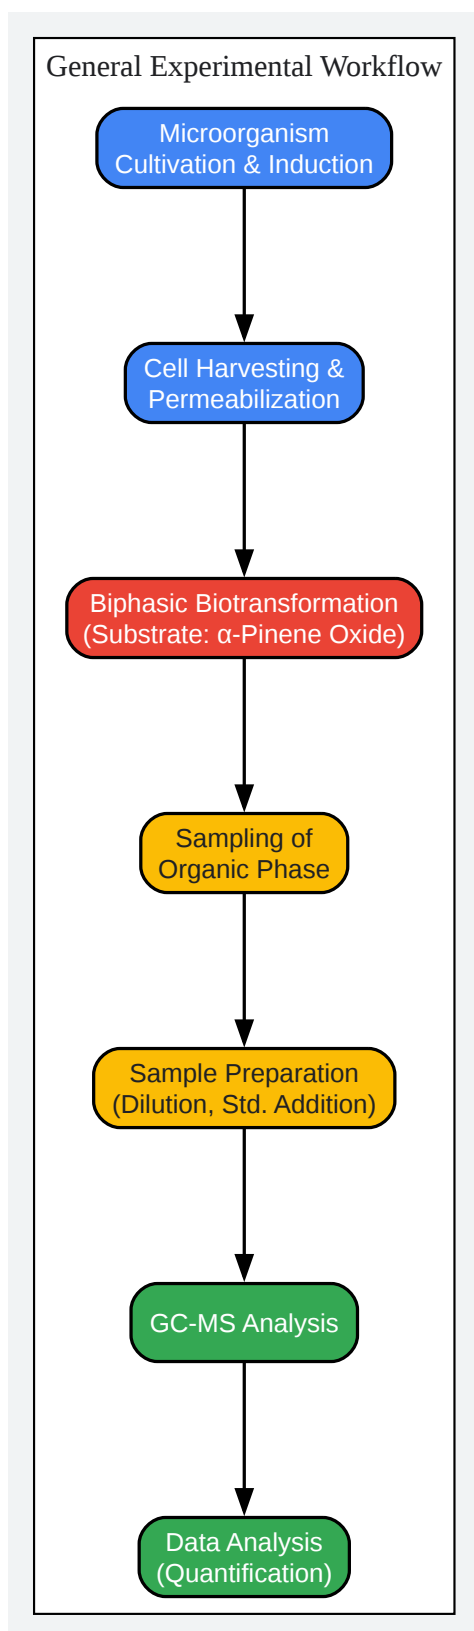 General Experimental Workflow
Microorganism
Cultivation & Induction
Cell Harvesting &
Permeabilization
Biphasic Biotransformation
(Substrate: α-Pinene Oxide)
Sampling of
Organic Phase
Sample Preparation
(Dilution, Std. Addition)
GC-MS Analysis
Data Analysis
(Quantification)